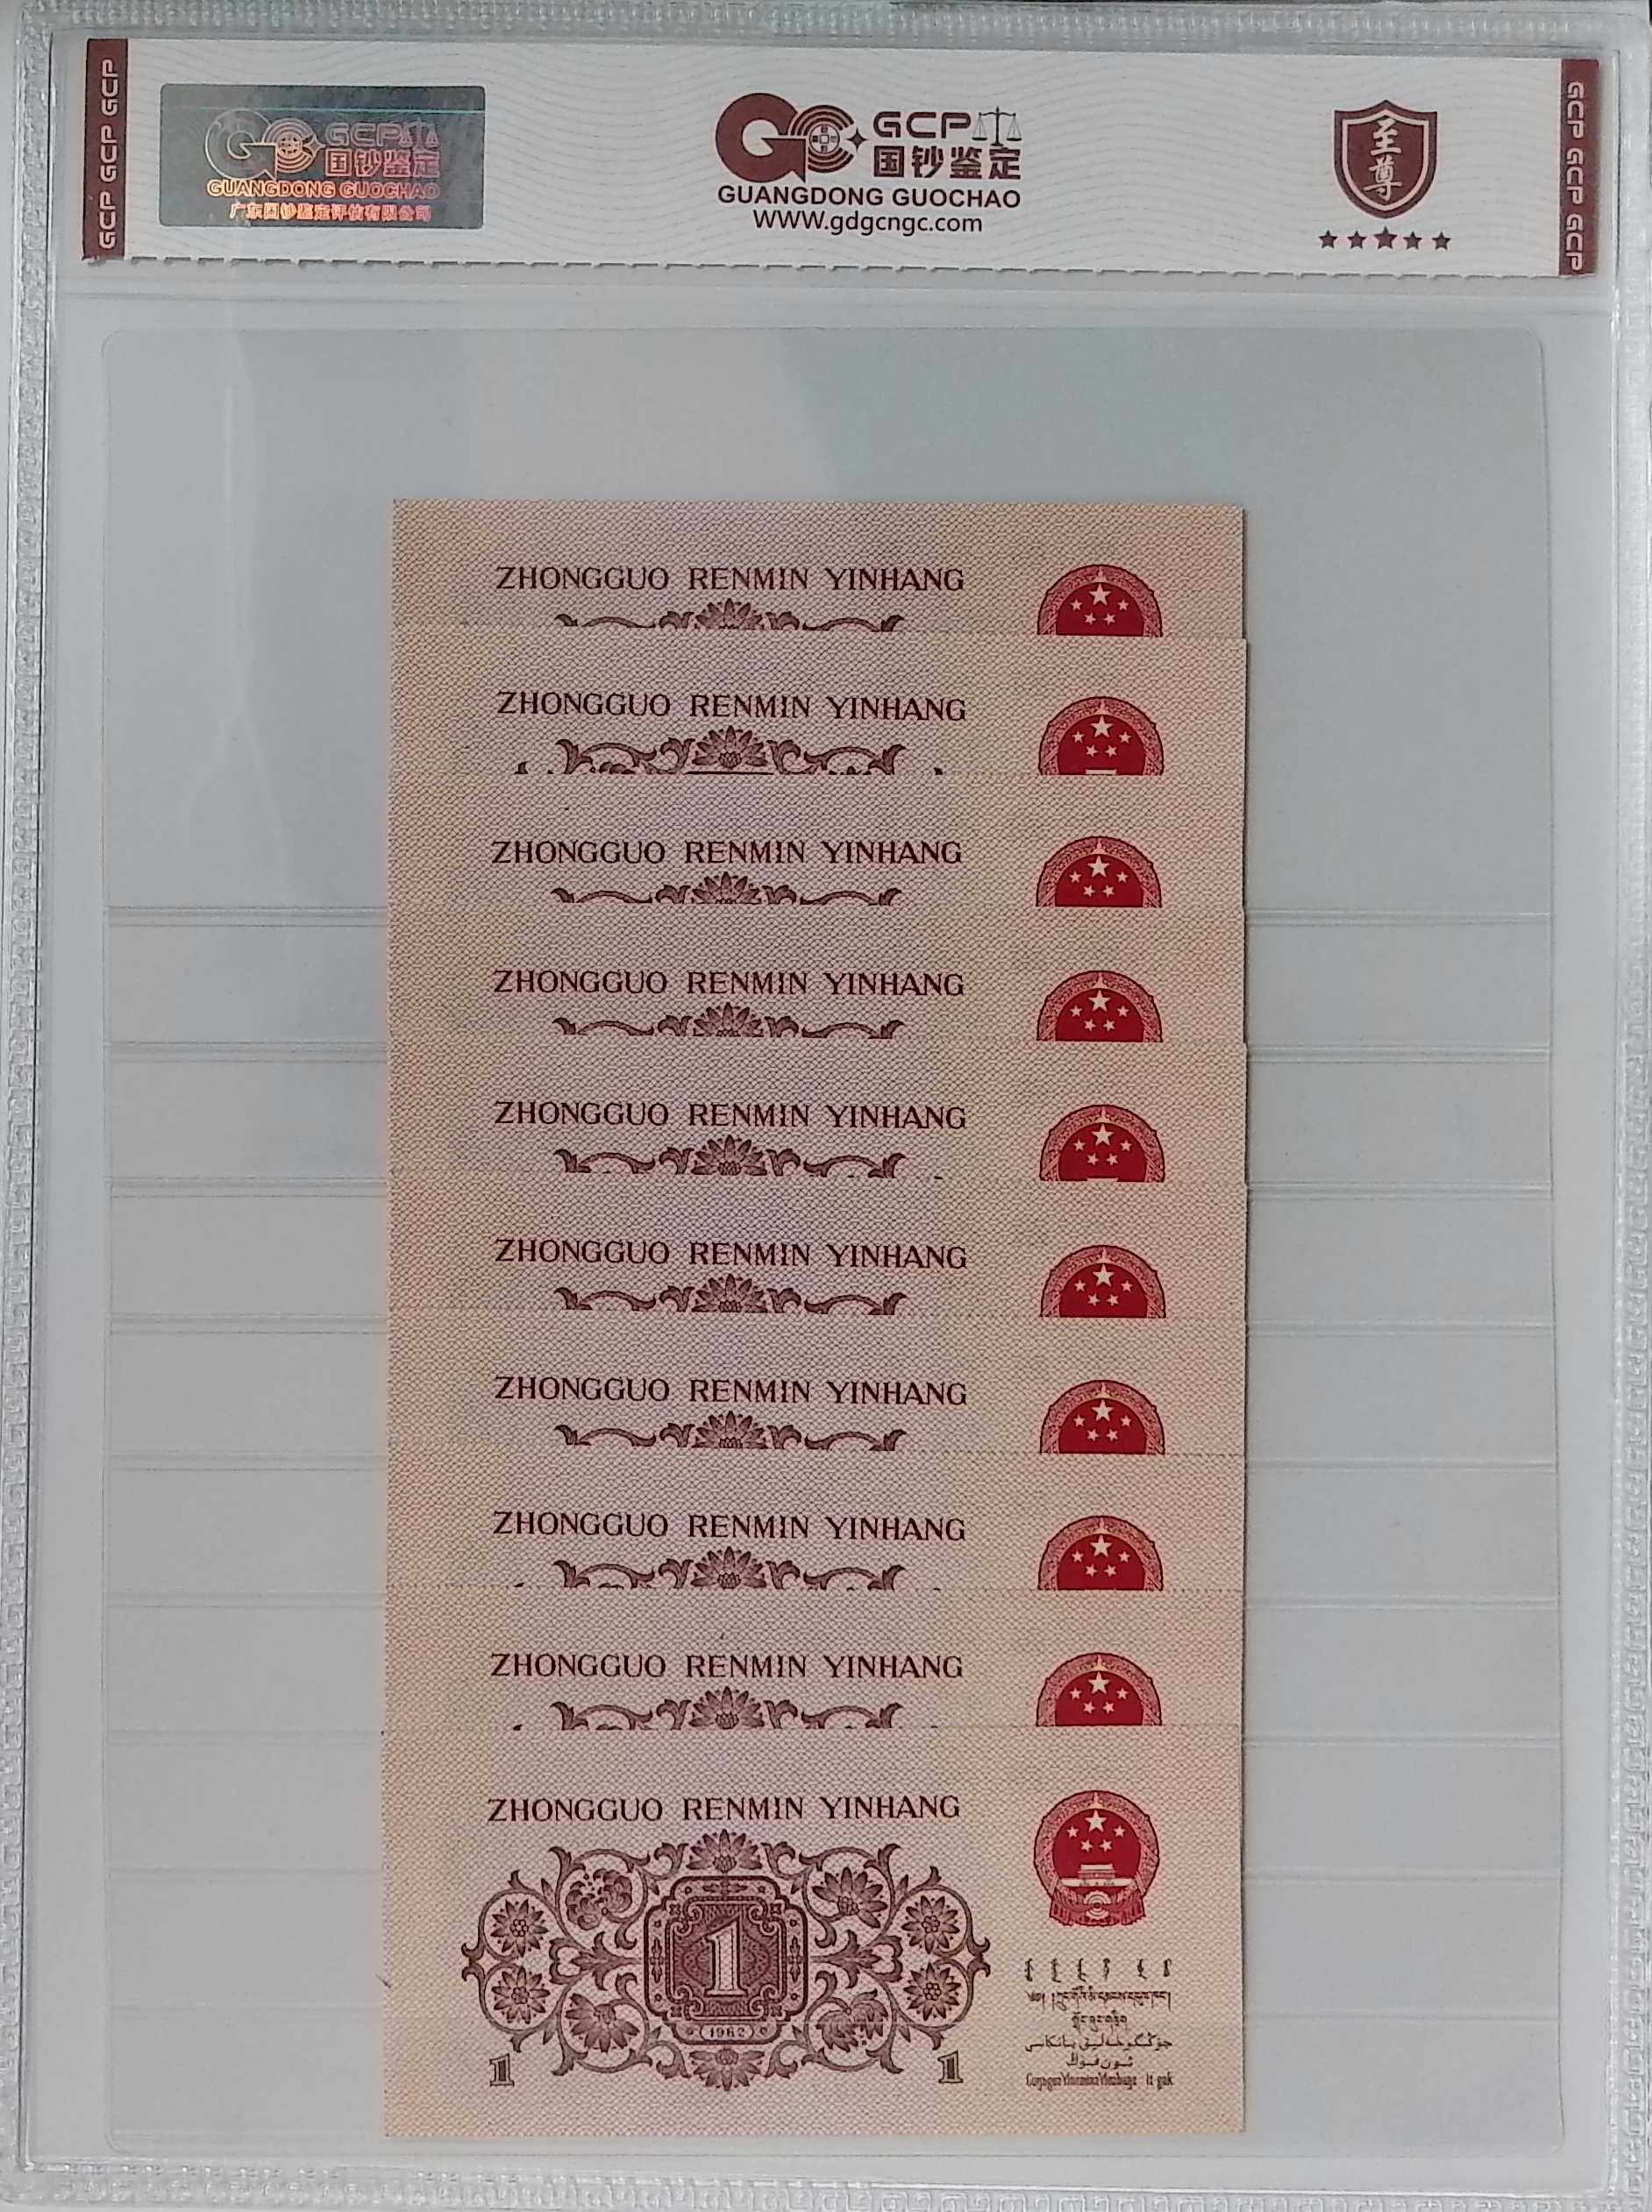 GCP GCP GCP
GCP国钞鉴定
GUANGDONG GUOCHAO
广东国钞鉴定评估有限公司
GCP
国钞鉴定
GUANGDONG GUOCHAO
WWW.gdgcngc.com
至尊
GCP GCP GCP
ZHONGGUO RENMIN YINHANG
ZHONGGUO RENMIN YINHANG
ZHONGGUO RENMIN YINHANG
ZHONGGUO RENMIN YINHANG
ZHONGGUO RENMIN YINHANG
ZHONGGUO RENMIN YINHANG
ZHONGGUO RENMIN YINHANG
ZHONGGUO RENMIN YINHANG
ZHONGGUO RENMIN YINHANG
ZHONGGUO RENMIN YINHANG
1
1962
1 1